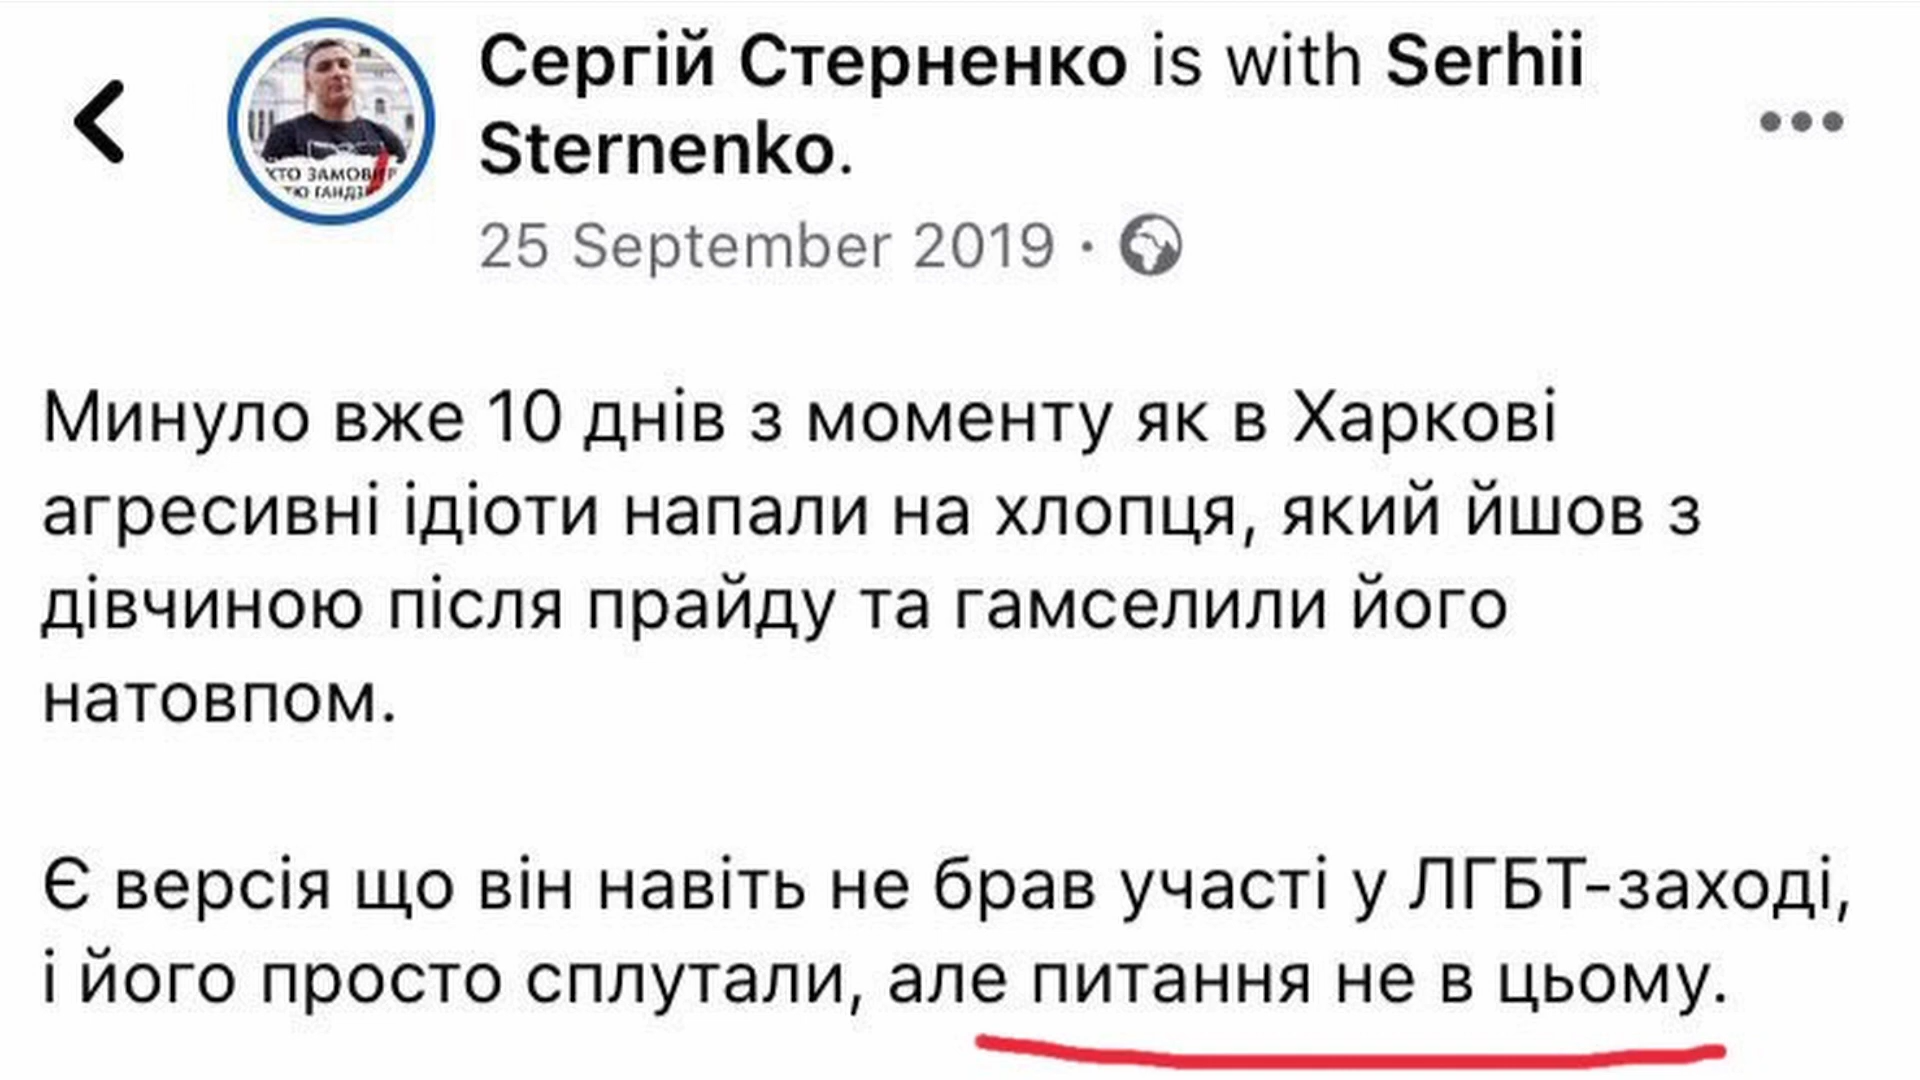 Сергій Стерненко is with Serhii
Sternenko.
25 September 2019 ·
КТО ЗАМОВИВ
Минуло вже 10 днів з моменту як в Харкові
агресивні ідіоти напали на хлопця, який йшов з
дівчиною після прайду та гамселили його
натовпом.
Є версія що він навіть не брав участі у ЛГБТ-заході,
і його просто сплутали, але питання не в цьому.